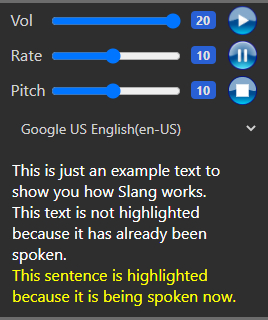 Vol 20
Rate 10
Pitch 10
Google US English(en-US)
This is just an example text to
show you how Slang works.
This text is not highlighted
because it has already been
spoken.
This sentence is highlighted
because it is being spoken now.